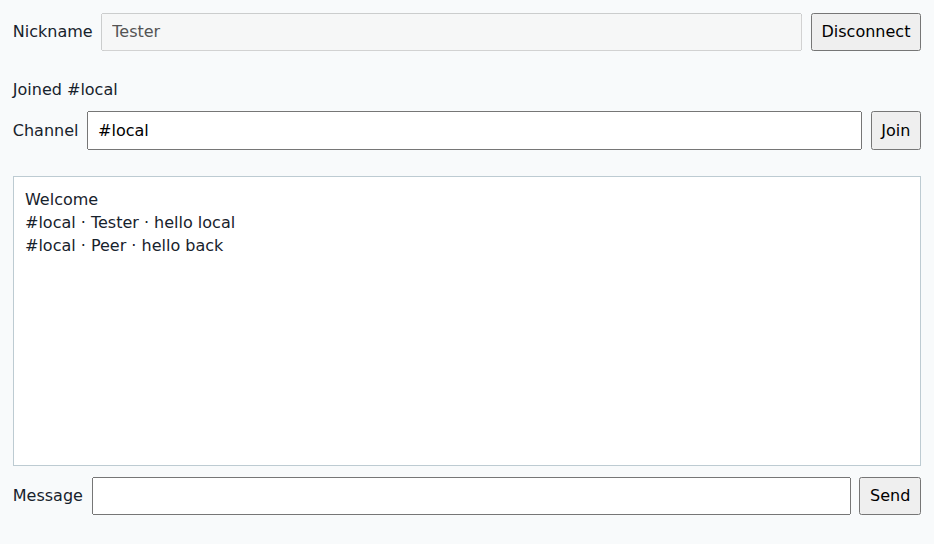 Nickname Tester Disconnect
Joined #local
Channel #local Join
Welcome
#local · Tester · hello local
#local · Peer · hello back
Message Send